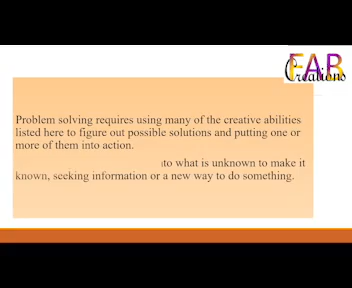 FAB
Creations
Problem solving requires using many of the creative abilities
listed here to figure out possible solutions and putting one or
more of them into action.
to what is unknown to make it
known, seeking information or a new way to do something.